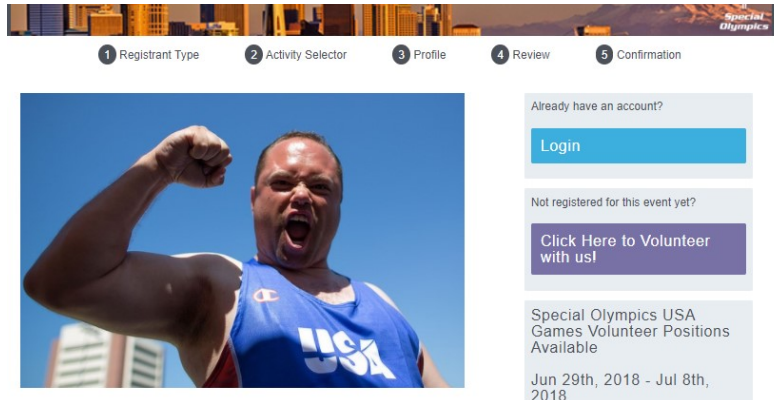 Special
Olympics
1 Registrant Type 2 Activity Selector 3 Profile 4 Review 5 Confirmation
Already have an account?
Login
Not registered for this event yet?
Click Here to Volunteer
with us!
USA
Special Olympics USA
Games Volunteer Positions
Available
Jun 29th, 2018 - Jul 8th,
2018